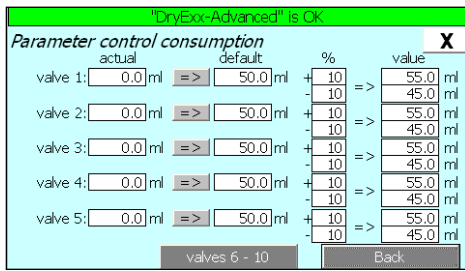 "DryExx-Advanced" is OK
Parameter control consumption X
actual default % value
valve 1: 0.0 ml => 50.0 ml + 10 => 55.0 ml
- 10 45.0 ml
valve 2: 0.0 ml => 50.0 ml + 10 => 55.0 ml
- 10 45.0 ml
valve 3: 0.0 ml => 50.0 ml + 10 => 55.0 ml
- 10 45.0 ml
valve 4: 0.0 ml => 50.0 ml + 10 => 55.0 ml
- 10 45.0 ml
valve 5: 0.0 ml => 50.0 ml + 10 => 55.0 ml
- 10 45.0 ml
valves 6 - 10 Back